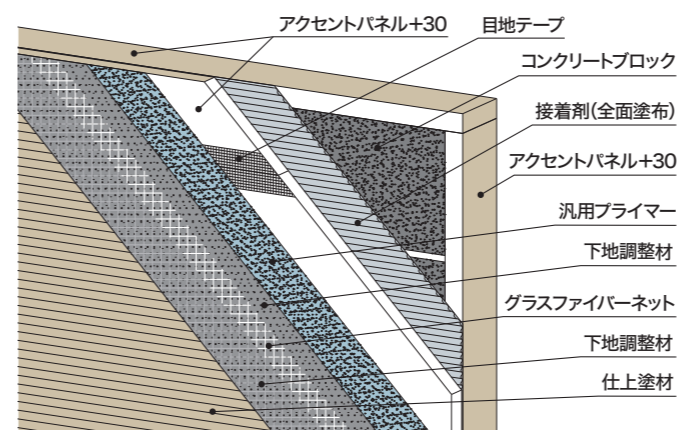 アクセントパネル+30
目地テープ
コンクリートブロック
接着剤(全面塗布)
アクセントパネル+30
汎用プライマー
下地調整材
グラスファイバーネット
下地調整材
仕上塗材